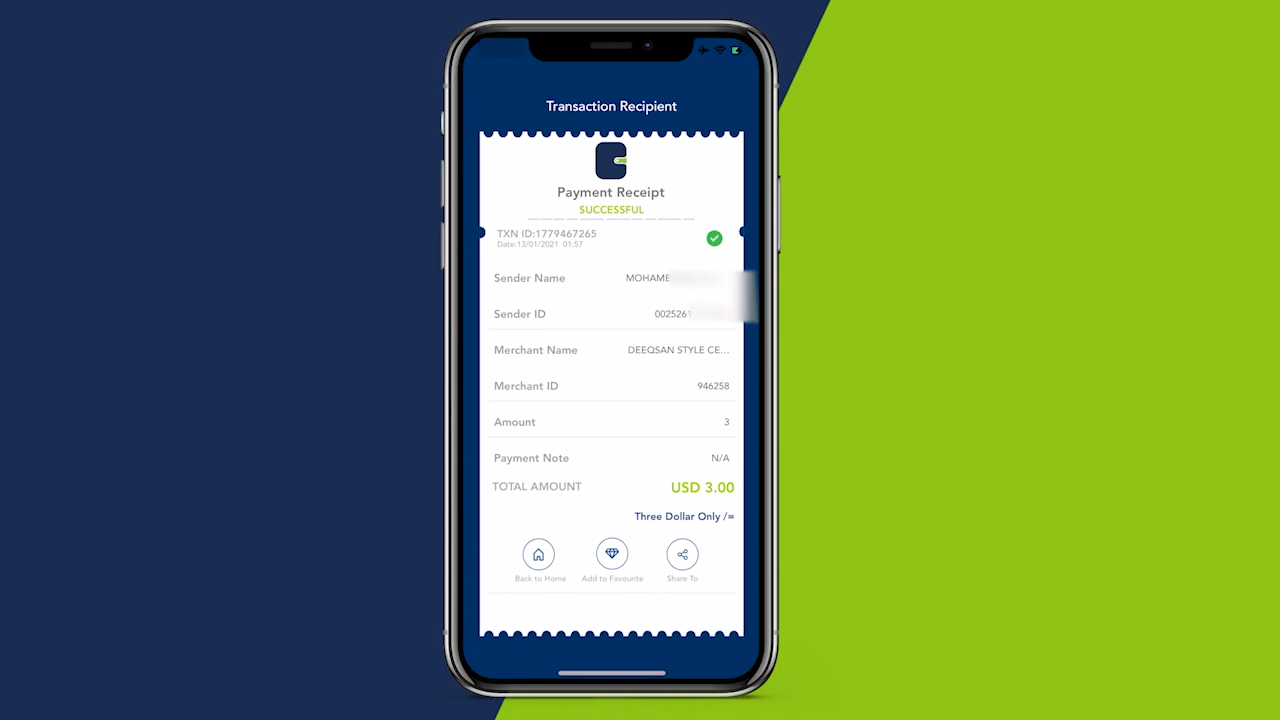 Transaction Recipient
Payment Receipt
SUCCESSFUL
TXN ID:1779467265
Date:13/01/2021 01:57
Sender Name MOHAME
Sender ID 0025261
Merchant Name DEEQSAN STYLE CE...
Merchant ID 946258
Amount 3
Payment Note N/A
TOTAL AMOUNT USD 3.00
Three Dollar Only /=
Back to Home Add to Favourite Share To